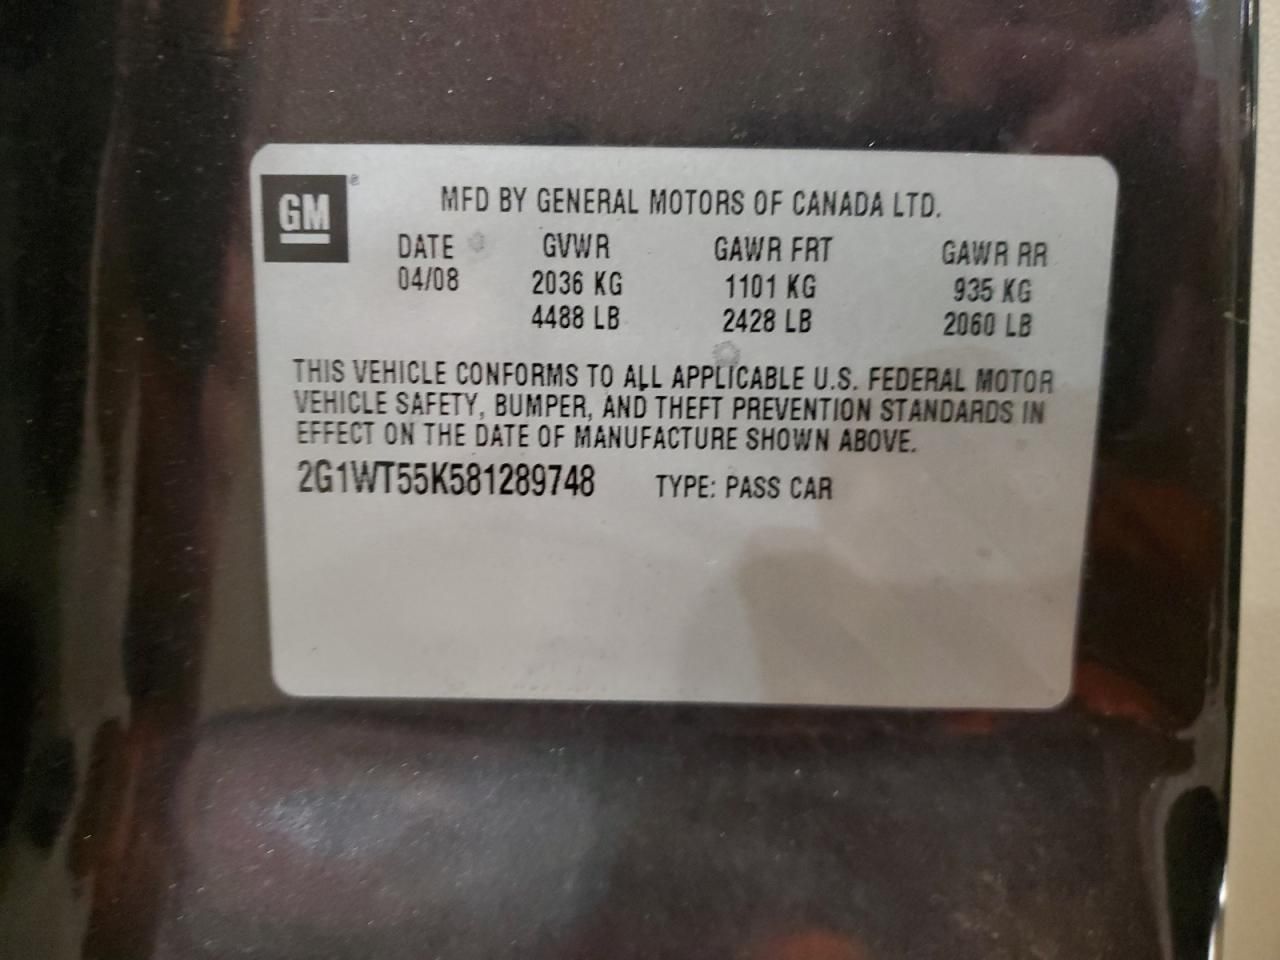 GM
MFD BY GENERAL MOTORS OF CANADA LTD.
DATE GVWR GAWR FRT GAWR RR
04/08 2036 KG 1101 KG 935 KG
4488 LB 2428 LB 2060 LB
THIS VEHICLE CONFORMS TO ALL APPLICABLE U.S. FEDERAL MOTOR
VEHICLE SAFETY, BUMPER, AND THEFT PREVENTION STANDARDS IN
EFFECT ON THE DATE OF MANUFACTURE SHOWN ABOVE.
2G1WT55K581289748 TYPE: PASS CAR